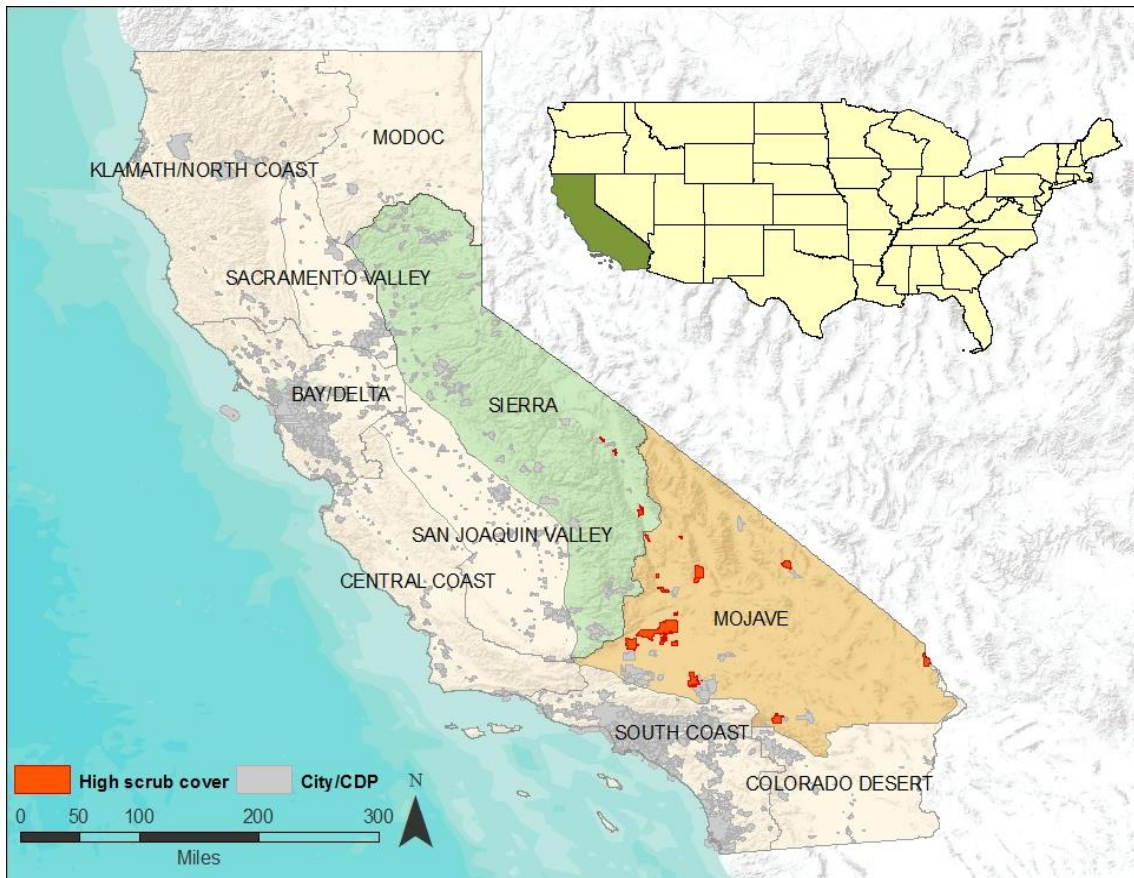 MODOC
KLAMATH/NORTH COAST
SACRAMENTO VALLEY
BAY/DELTA
SIERRA
SAN JOAQUIN VALLEY
CENTRAL COAST
MOJAVE
SOUTH COAST
COLORADO DESERT
High scrub cover
City/CDP
N
0 50 100 200 300
Miles